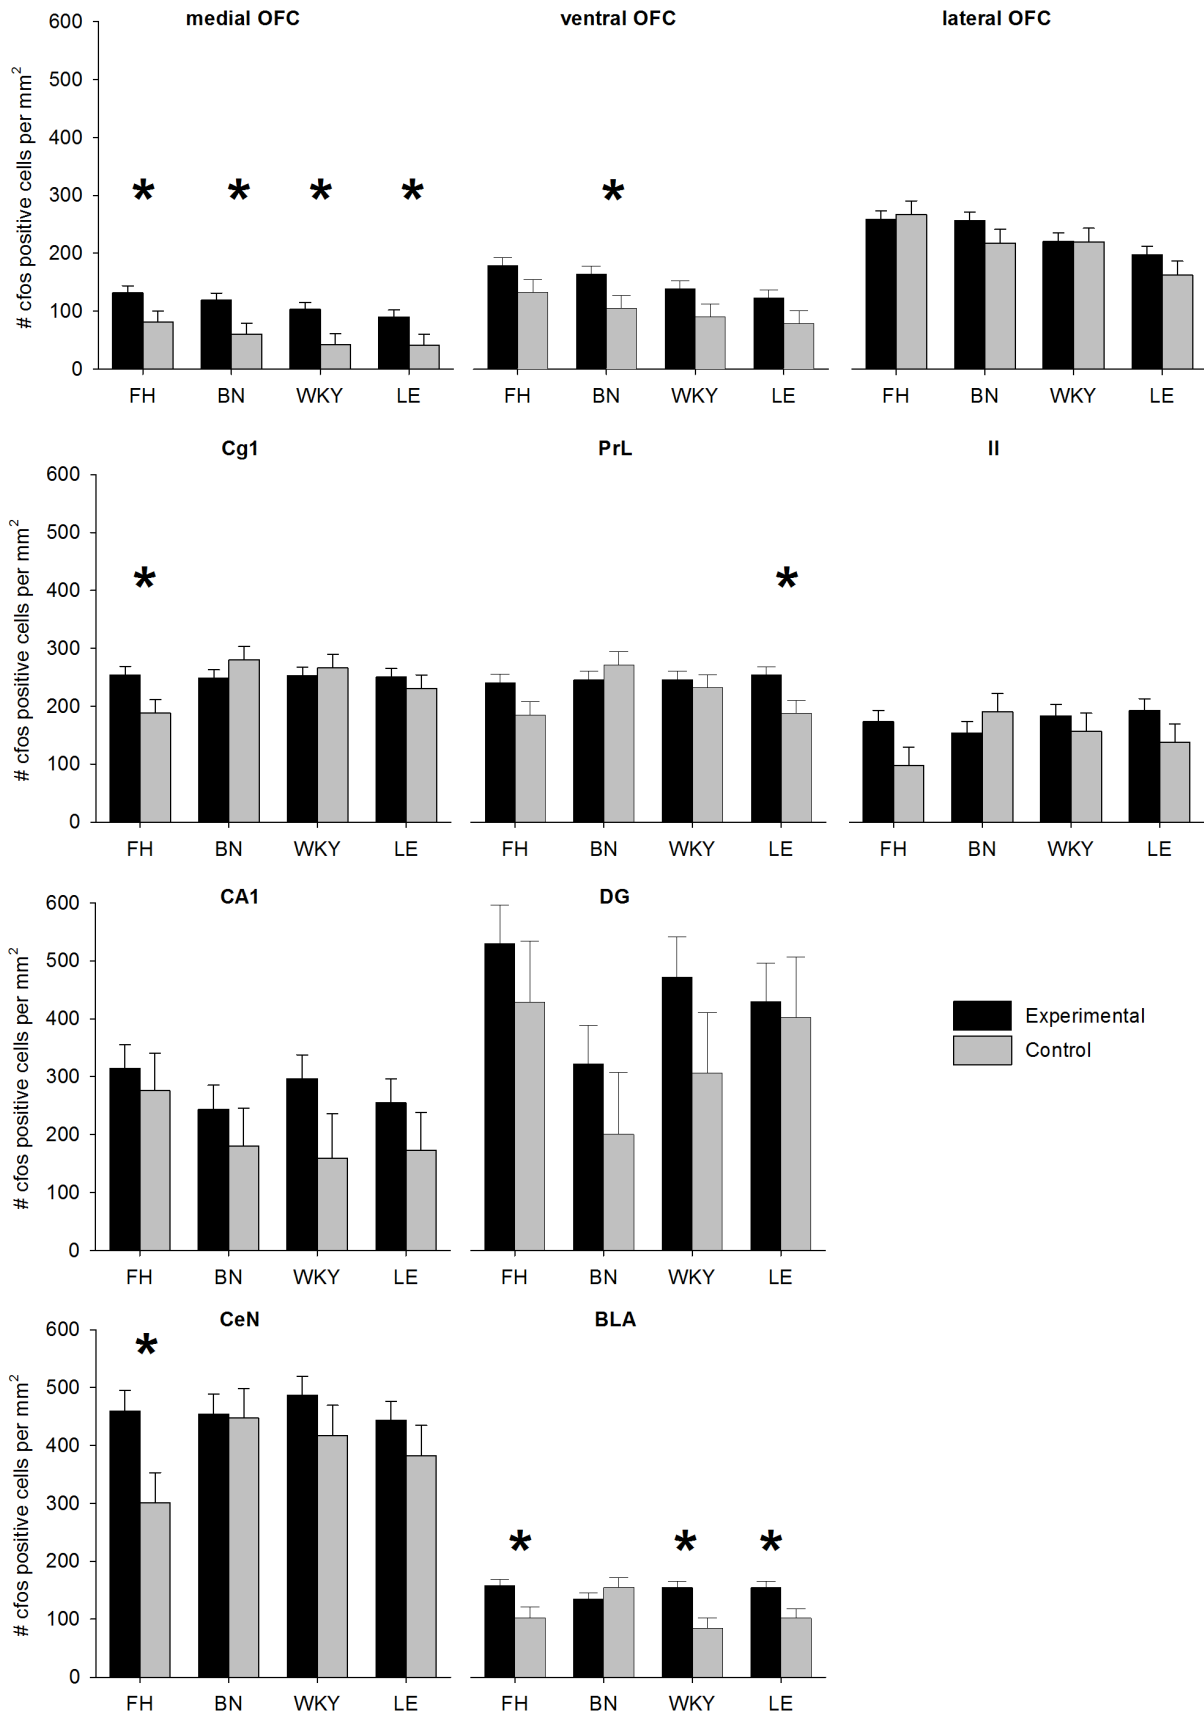 medial OFC ventral OFC lateral OFC
# cfos positive cells per mm²
600
500
400
300
200
100
0
* * * * *
FH BN WKY LE FH BN WKY LE FH BN WKY LE
Cg1 PrL Il
# cfos positive cells per mm²
600
500
400
300
200
100
0
* *
FH BN WKY LE FH BN WKY LE FH BN WKY LE
CA1 DG
# cfos positive cells per mm²
600
500
400
300
200
100
0
FH BN WKY LE FH BN WKY LE
Experimental
Control
CeN BLA
# cfos positive cells per mm²
600
500
400
300
200
100
0
*
* * *
FH BN WKY LE FH BN WKY LE